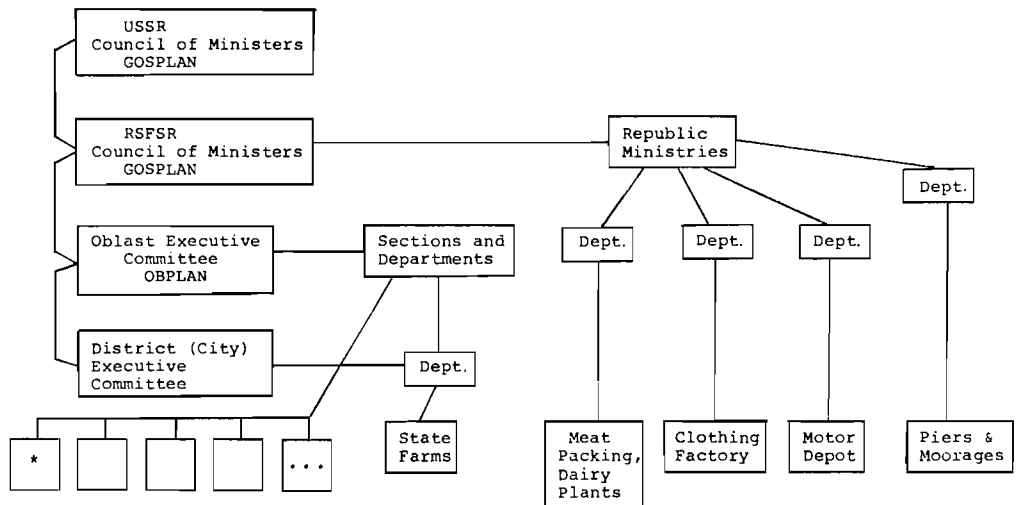 USSR
Council of Ministers
GOSPLAN
RSFSR
Council of Ministers
GOSPLAN
Republic
Ministries
Dept.
Oblast Executive
Committee
OBPLAN
Sections and
Departments
Dept.
Dept.
Dept.
District (City)
Executive
Committee
Dept.
*
...
State
Farms
Meat
Packing,
Dairy
Plants
Clothing
Factory
Motor
Depot
Piers &
Moorages